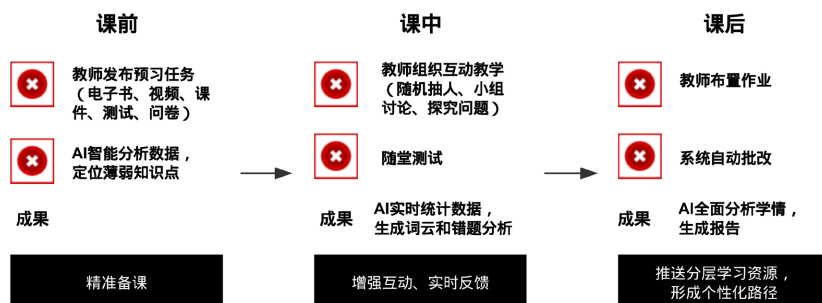 课前
教师发布预习任务
（电子书、视频、课
件、测试、问卷）
AI智能分析数据，
定位薄弱知识点
成果
精准备课
课中
教师组织互动教学
（随机抽人、小组
讨论、探究问题）
随堂测试
成果
AI实时统计数据，
生成词云和错题分析
增强互动、实时反馈
课后
教师布置作业
系统自动批改
成果
AI全面分析学情，
生成报告
推送分层学习资源，
形成个性化路径